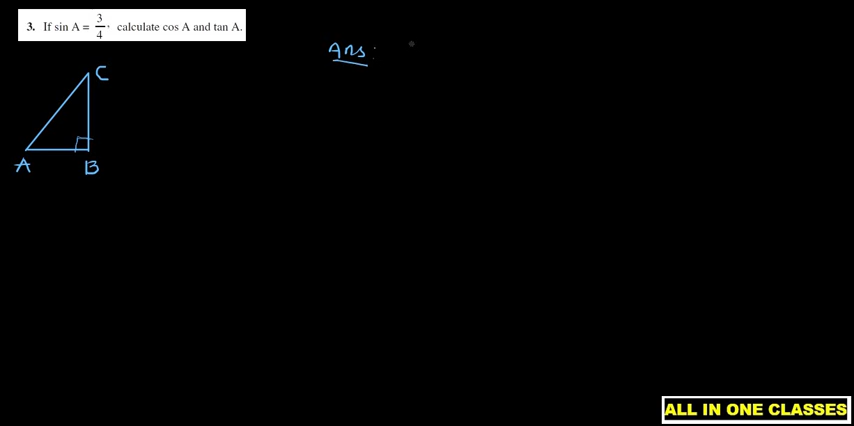 3. If sin A = 3/4, calculate cos A and tan A.
Ans:
C
A
B
ALL IN ONE CLASSES